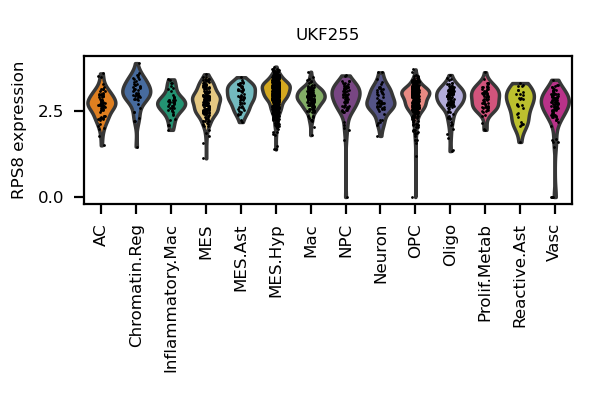 UKF255
RPS8 expression
2.5
0.0
AC
Chromatin.Reg
Inflammatory.Mac
MES
MES.Ast
MES.Hyp
Mac
NPC
Neuron
OPC
Oligo
Prolif.Metab
Reactive.Ast
Vasc